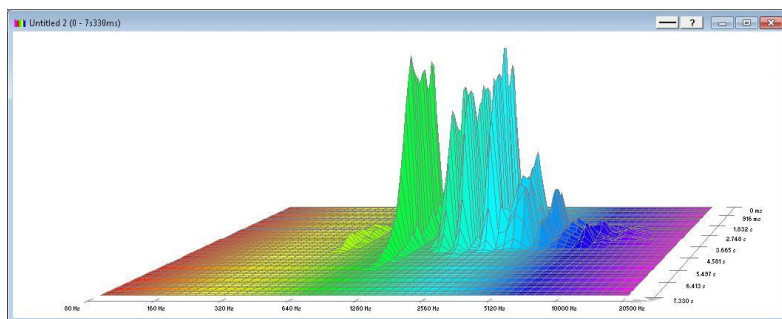 Untitled 2 (0 - 7s330ms)
?
0 ms
916 ms
1.832 s
2.748 s
3.665 s
4.581 s
5.497 s
6.413 s
7.330 s
80 Hz 160 Hz 320 Hz 640 Hz 1280 Hz 2560 Hz 5120 Hz 10000 Hz 20500 Hz